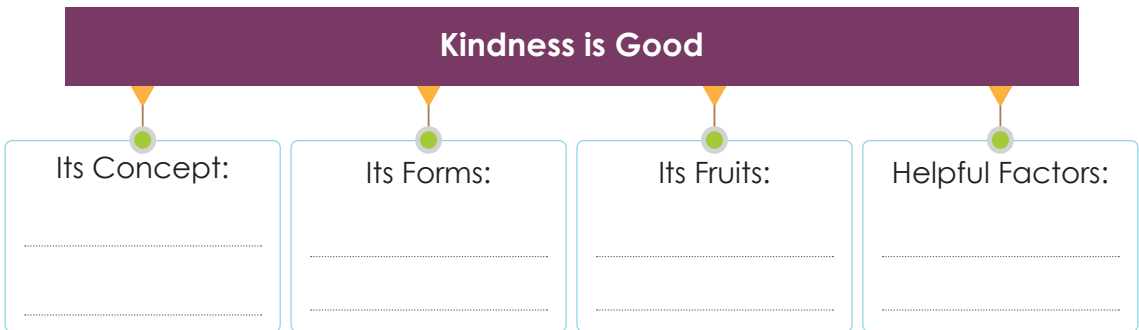 Kindness is Good
Its Concept:
Its Forms:
Its Fruits:
Helpful Factors: